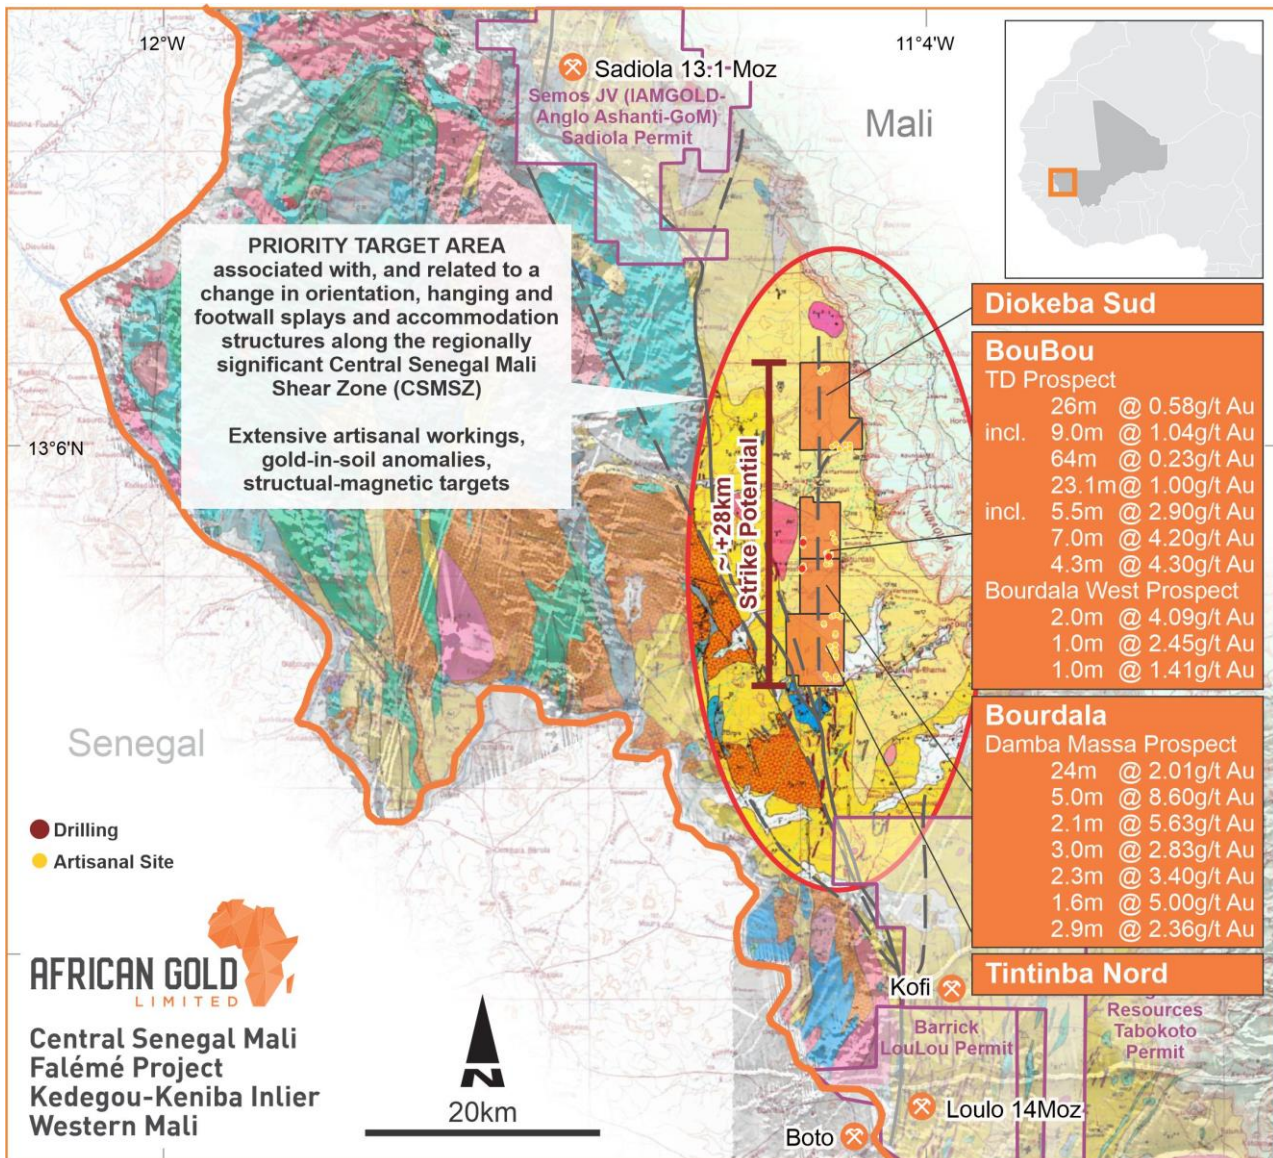 12°W
11°4'W
Sadiola 13.1 Moz
Semos JV (IAMGOLD-
Anglo Ashanti-GoM)
Sadiola Permit
Mali
PRIORITY TARGET AREA
associated with, and related to a
change in orientation, hanging and
footwall splays and accommodation
structures along the regionally
significant Central Senegal Mali
Shear Zone (CSMSZ)
Extensive artisanal workings,
gold-in-soil anomalies,
structual-magnetic targets
13°6'N
~+28km
Strike Potential
Diokeba Sud
BouBou
TD Prospect
26m @ 0.58g/t Au
incl. 9.0m @ 1.04g/t Au
64m @ 0.23g/t Au
23.1m @ 1.00g/t Au
incl. 5.5m @ 2.90g/t Au
7.0m @ 4.20g/t Au
4.3m @ 4.30g/t Au
Bourdala West Prospect
2.0m @ 4.09g/t Au
1.0m @ 2.45g/t Au
1.0m @ 1.41g/t Au
Bourdala
Damba Massa Prospect
24m @ 2.01g/t Au
5.0m @ 8.60g/t Au
2.1m @ 5.63g/t Au
3.0m @ 2.83g/t Au
2.3m @ 3.40g/t Au
1.6m @ 5.00g/t Au
2.9m @ 2.36g/t Au
Tintinba Nord
Senegal
Drilling
Artisanal Site
AFRICAN GOLD
LIMITED
Central Senegal Mali
Falémé Project
Kedegou-Keniba Inlier
Western Mali
N
20km
Kofi
Barrick
LouLou Permit
Resources
Tabokoto
Permit
Loulo 14Moz
Boto